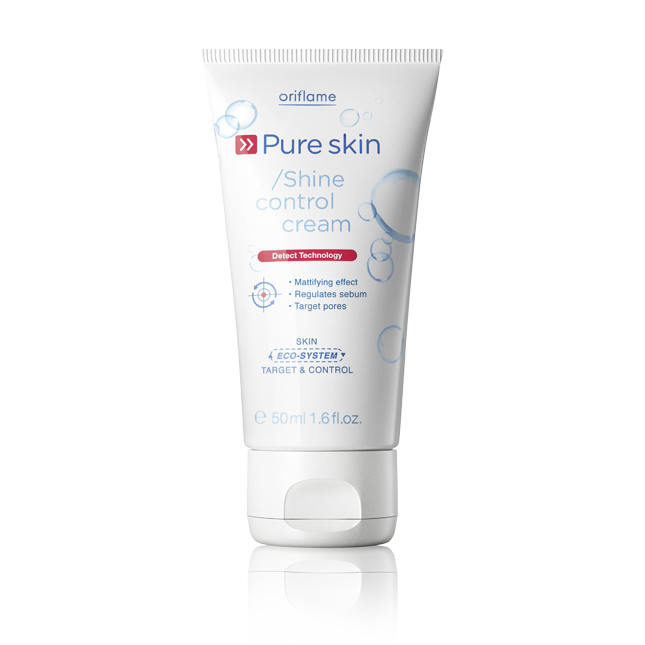 oriflame
Pure skin
/Shine
control
cream
Detect Technology
• Mattifying effect
• Regulates sebum
• Target pores
SKIN
ECO-SYSTEM
TARGET & CONTROL
℮ 50ml 1.6fl.oz.